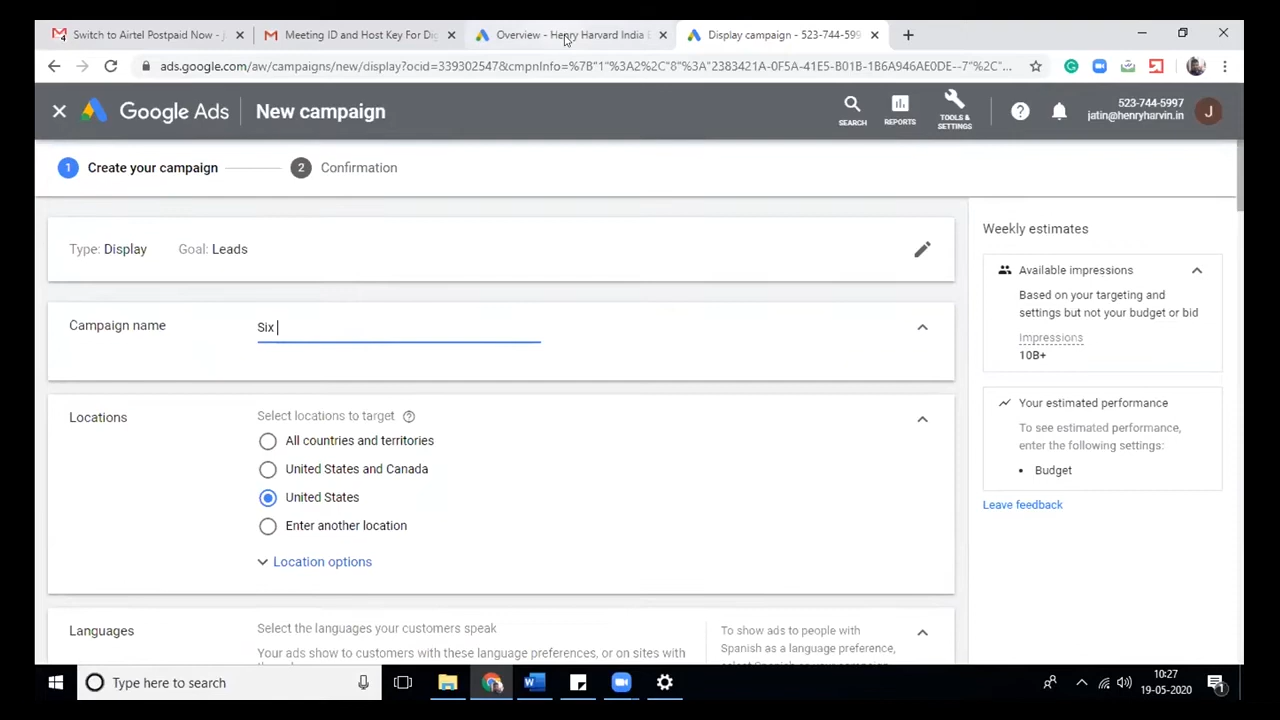 Switch to Airtel Postpaid Now - j
Meeting ID and Host Key For Dig
Overview - Henry Harvard India E
Display campaign - 523-744-599
ads.google.com/aw/campaigns/new/display?ocid=339302547&cmpnInfo=%7B"1"%3A2%2C"8"%3A"2383421A-0F5A-41E5-B01B-1B6A946AE0DE--7"%2C"...
Google Ads
New campaign
SEARCH
REPORTS
TOOLS &
SETTINGS
523-744-5997
jatin@henryharvin.in
J
1 Create your campaign
2 Confirmation
Type: Display Goal: Leads
Campaign name
Six
Locations
Select locations to target
All countries and territories
United States and Canada
United States
Enter another location
Location options
Languages
Select the languages your customers speak
Your ads show to customers with these language preferences, or on sites with
To show ads to people with
Spanish as a language preference,
Weekly estimates
Available impressions
Based on your targeting and
settings but not your budget or bid
Impressions
10B+
Your estimated performance
To see estimated performance,
enter the following settings:
• Budget
Leave feedback
Type here to search
10:27
19-05-2020
1